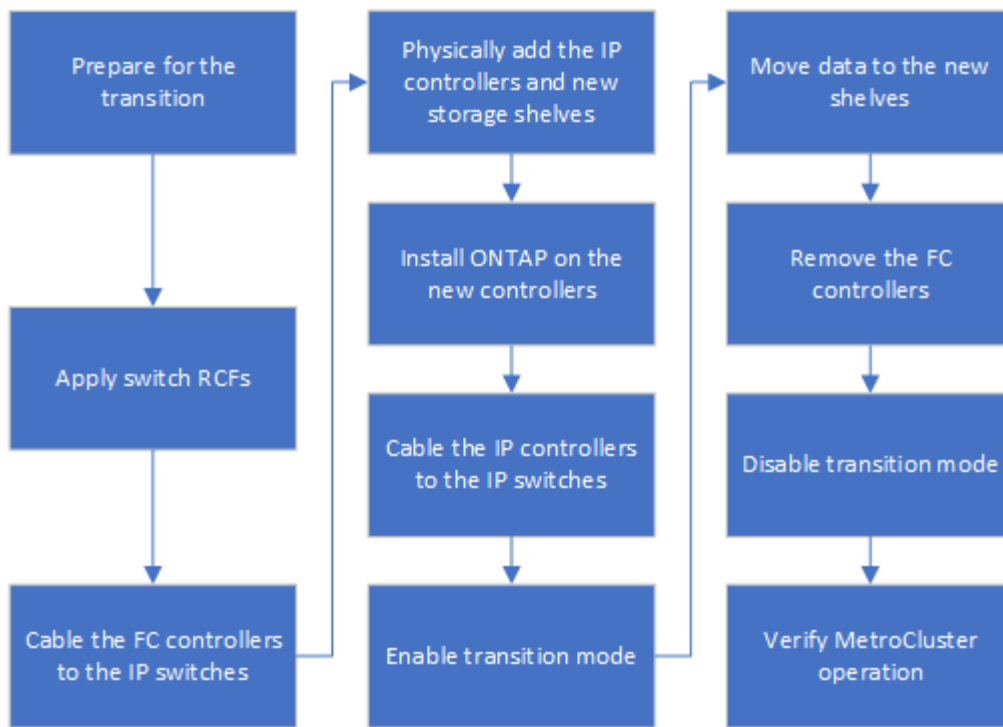 Prepare for the
transition
Apply switch RCFs
Cable the FC controllers
to the IP switches
Physically add the IP
controllers and new
storage shelves
Install ONTAP on the
new controllers
Cable the IP controllers
to the IP switches
Enable transition mode
Move data to the new
shelves
Remove the FC
controllers
Disable transition mode
Verify MetroCluster
operation